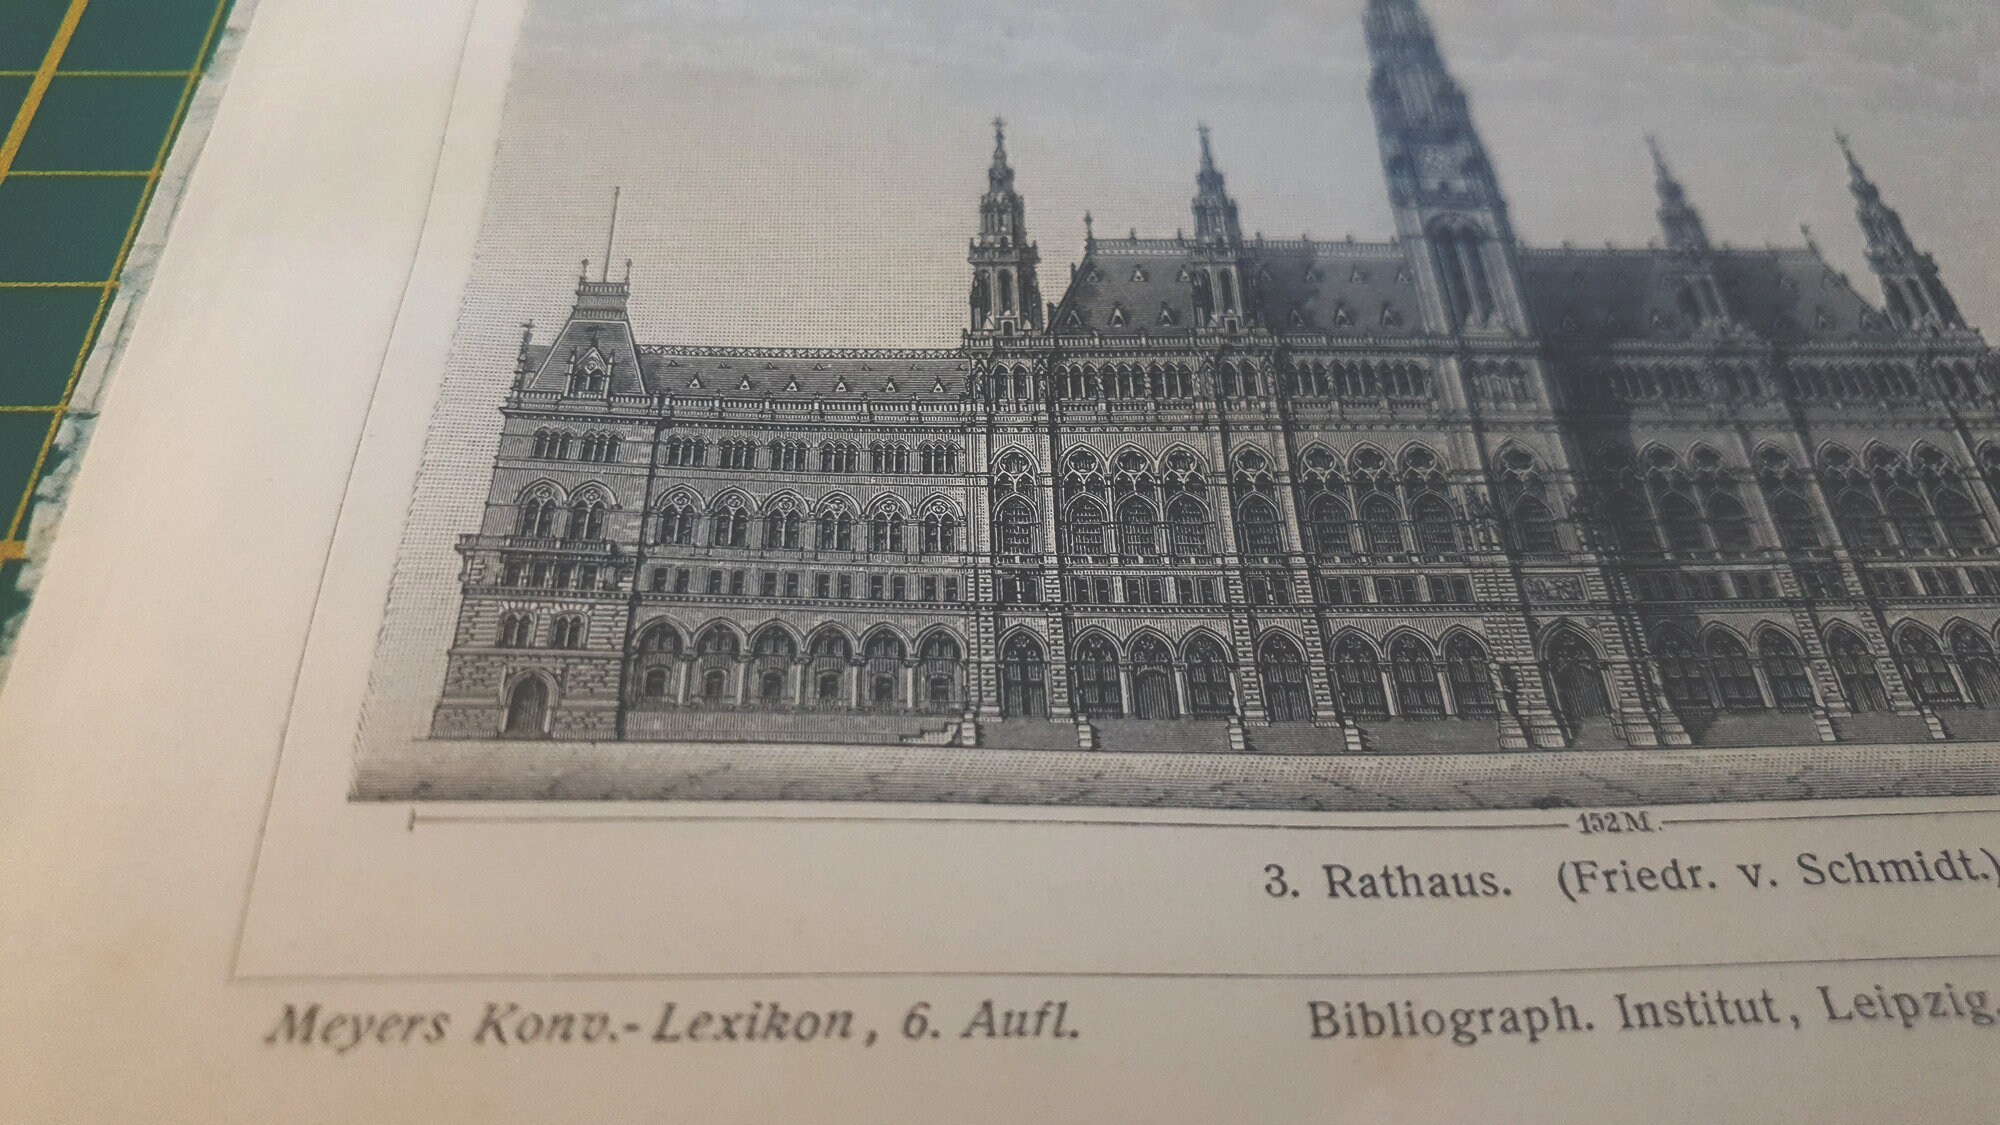 152 M.
3. Rathaus. (Friedr. v. Schmidt.)
Meyers Konv.-Lexikon, 6. Aufl.
Bibliograph. Institut, Leipzig.